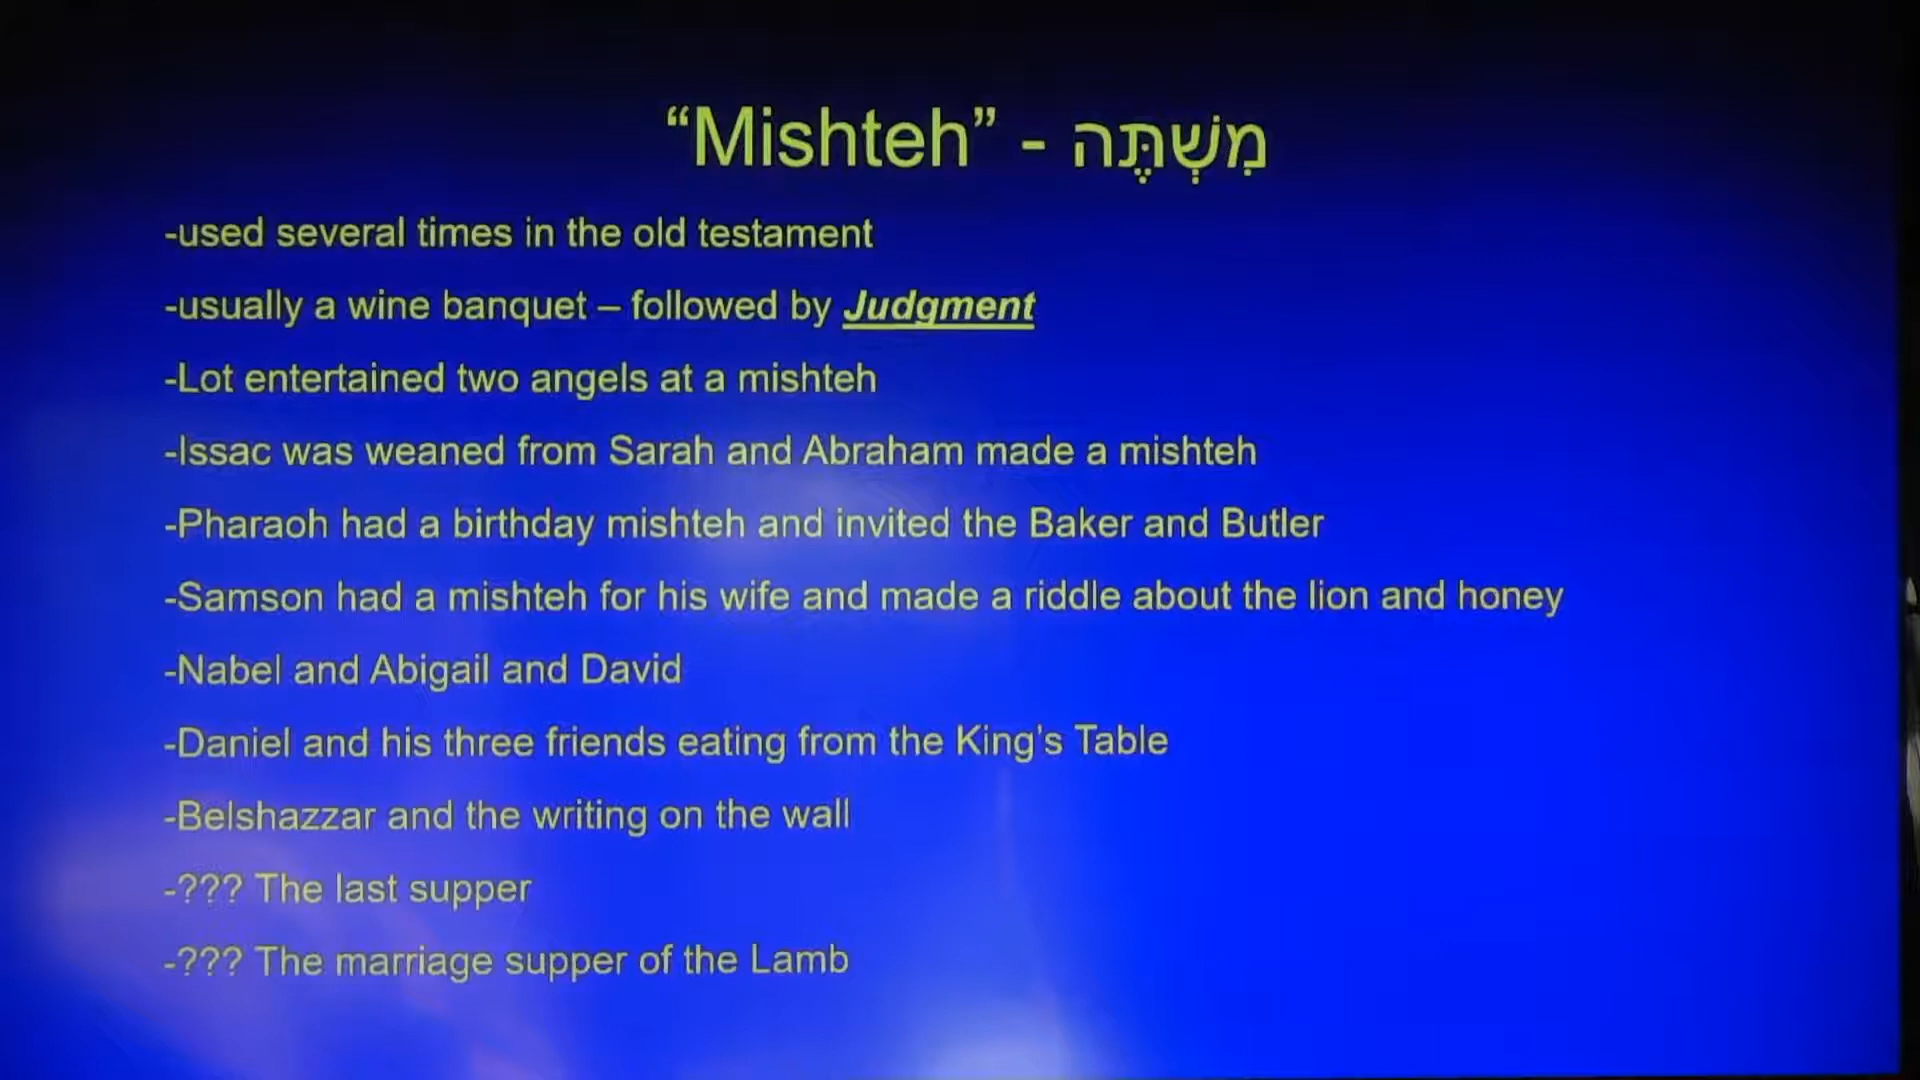 “Mishteh” - מִשְׁתֶּה
-used several times in the old testament
-usually a wine banquet – followed by Judgment
-Lot entertained two angels at a mishteh
-Issac was weaned from Sarah and Abraham made a mishteh
-Pharaoh had a birthday mishteh and invited the Baker and Butler
-Samson had a mishteh for his wife and made a riddle about the lion and honey
-Nabel and Abigail and David
-Daniel and his three friends eating from the King’s Table
-Belshazzar and the writing on the wall
-??? The last supper
-??? The marriage supper of the Lamb